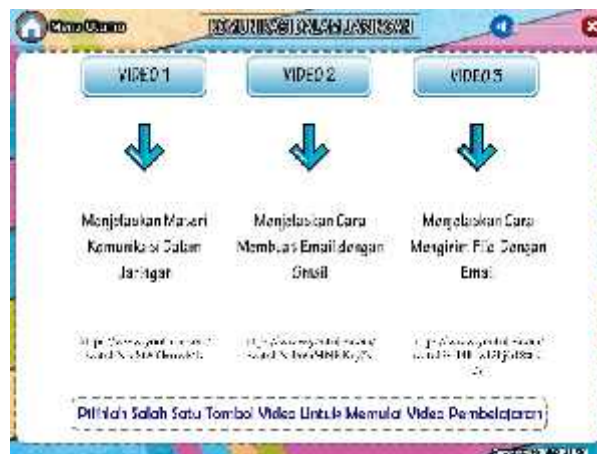 Menu Utama
KOMUNIKASI DALAM JARINGAN
VIDEO 1
VIDEO 2
VIDEO 3
Menjelaskan Materi
Komunikasi Dalam
Jaringan
Menjelaskan Cara
Membuat Email dengan
Gmail
Menjelaskan Cara
Mengirim File Dengan
Email
Pilihlah Salah Satu Tombol Video Untuk Memulai Video Pembelajaran